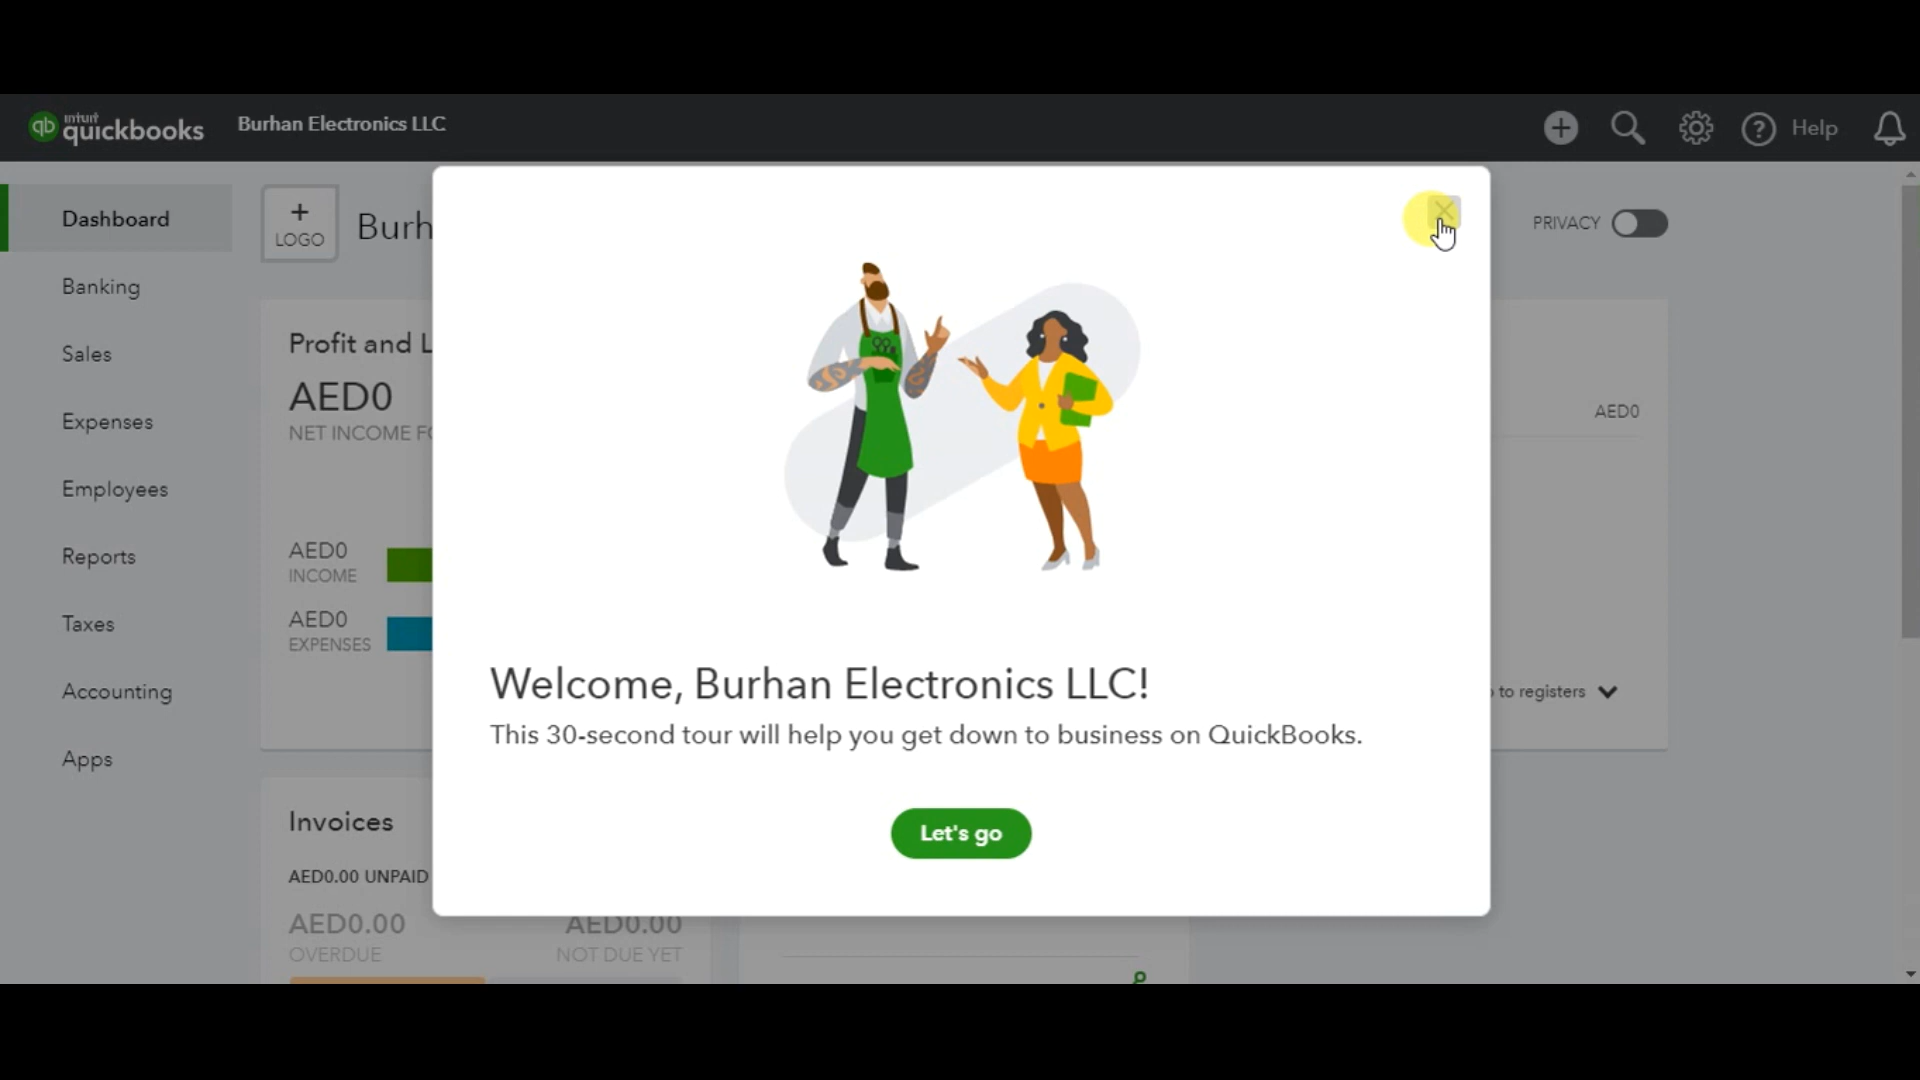 intuit
quickbooks
Burhan Electronics LLC
Help
Dashboard
Banking
Sales
Expenses
Employees
Reports
Taxes
Accounting
Apps
+
LOGO
Burh
PRIVACY
Profit and L
AED0
NET INCOME FO
AED0
INCOME
AED0
EXPENSES
AED0
to registers
Invoices
AED0.00 UNPAID
AED0.00
OVERDUE
AED0.00
NOT DUE YET
Welcome, Burhan Electronics LLC!
This 30-second tour will help you get down to business on QuickBooks.
Let's go